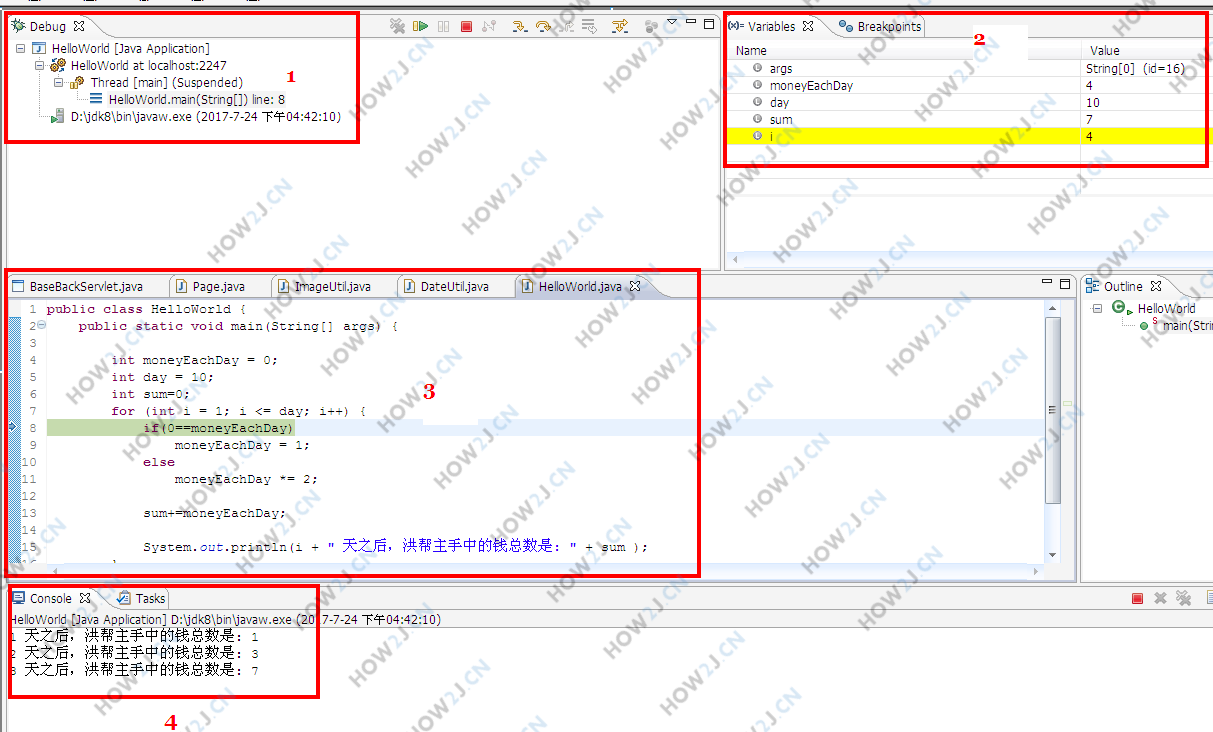 Debug
HelloWorld [Java Application]
HelloWorld at localhost:2247
Thread [main] (Suspended)
HelloWorld.main(String[]) line: 8
D:\jdk8\bin\javaw.exe (2017-7-24 下午04:42:10)
1
(x)= Variables
Breakpoints
2
Name Value
args String[0] (id=16)
moneyEachDay 4
day 10
sum 7
i 4
BaseBackServlet.java Page.java ImageUtil.java DateUtil.java HelloWorld.java
1 public class HelloWorld {
2 public static void main(String[] args) {
3
4 int moneyEachDay = 0;
5 int day = 10;
6 int sum=0;
7 for (int i = 1; i <= day; i++) {
8 if(0==moneyEachDay)
9 moneyEachDay = 1;
10 else
11 moneyEachDay *= 2;
12
13 sum+=moneyEachDay;
14
15 System.out.println(i + " 天之后，洪帮主手中的钱总数是：" + sum );
3
Outline
HelloWorld
main(Stri
Console Tasks
HelloWorld [Java Application] D:\jdk8\bin\javaw.exe (2017-7-24 下午04:42:10)
1 天之后，洪帮主手中的钱总数是：1
2 天之后，洪帮主手中的钱总数是：3
3 天之后，洪帮主手中的钱总数是：7
4
HOW2J.CN